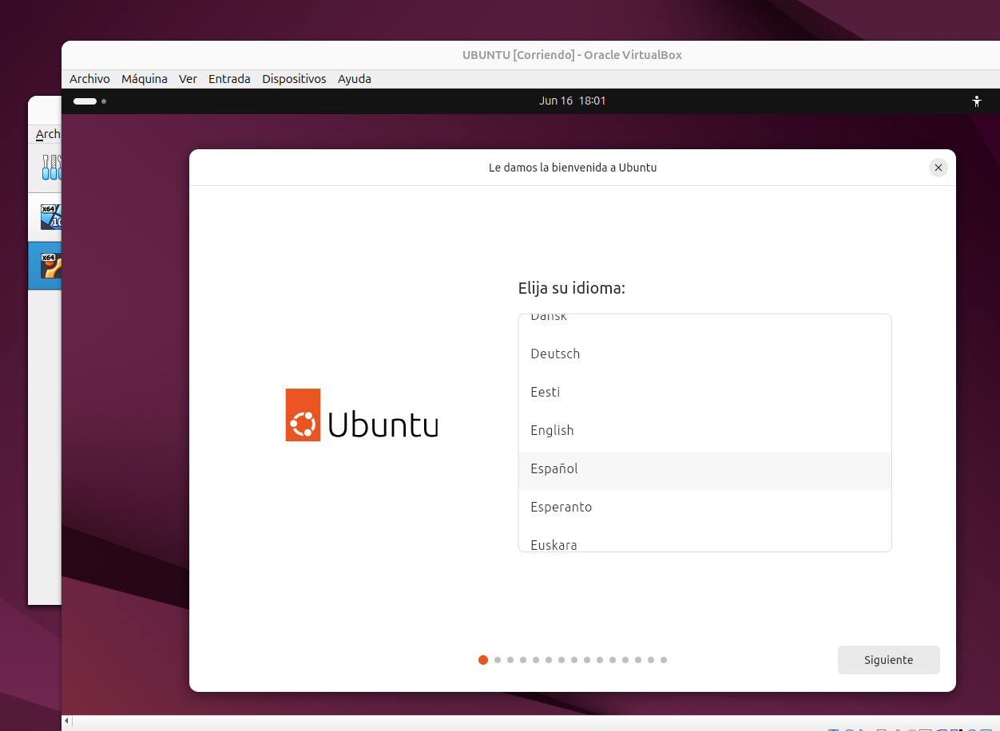 UBUNTU [Corriendo] - Oracle VirtualBox
Archivo Máquina Ver Entrada Dispositivos Ayuda
Jun 16 18:01
Arch
x64
10
x64
Le damos la bienvenida a Ubuntu
Elija su idioma:
Dansk
Deutsch
Eesti
English
Español
Esperanto
Euskara
Ubuntu
Siguiente